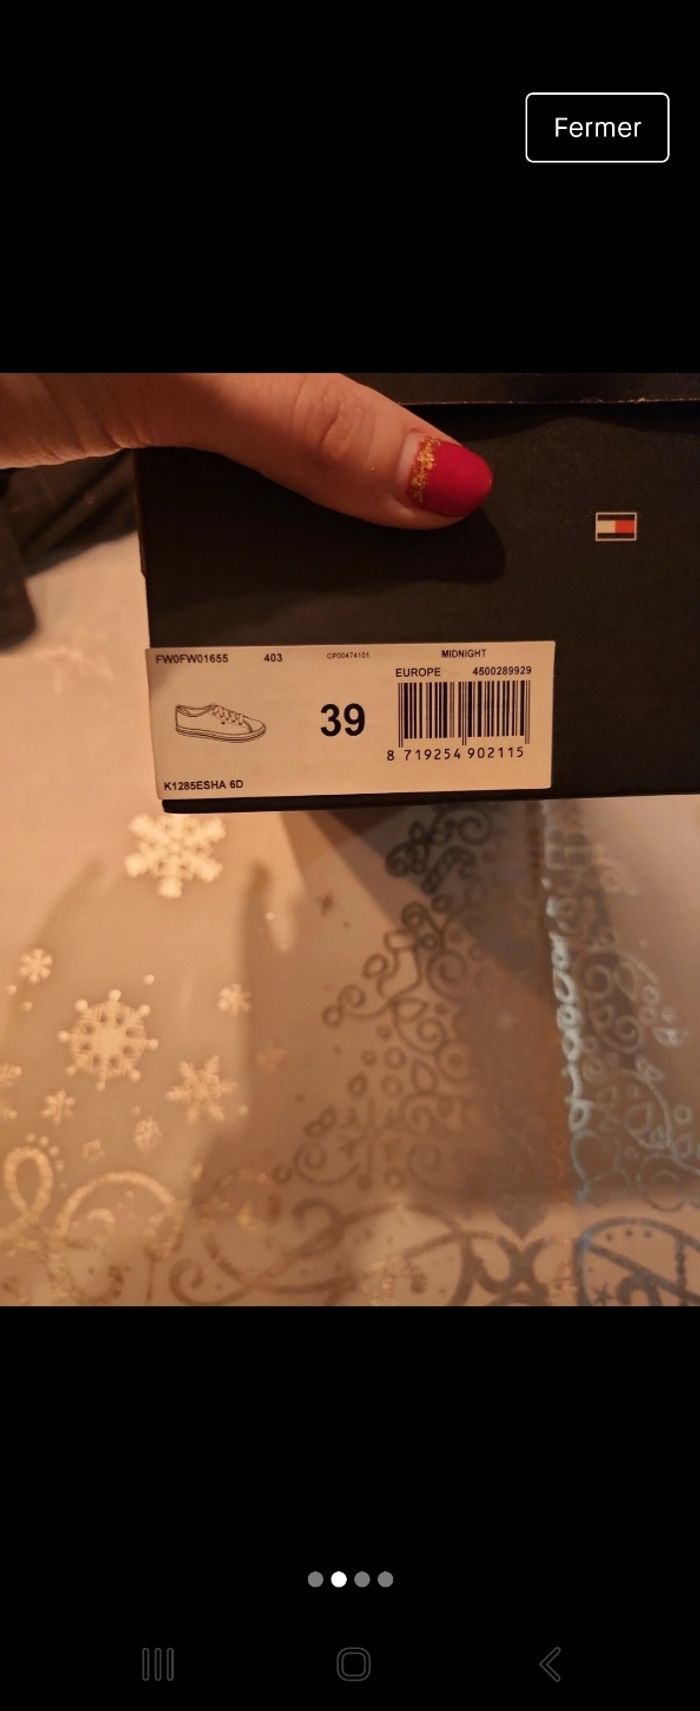 Fermer
FW0FW01655 403 CP00474101 MIDNIGHT
EUROPE 4500289929
39
8 719254 902115
K1285ESHA 6D